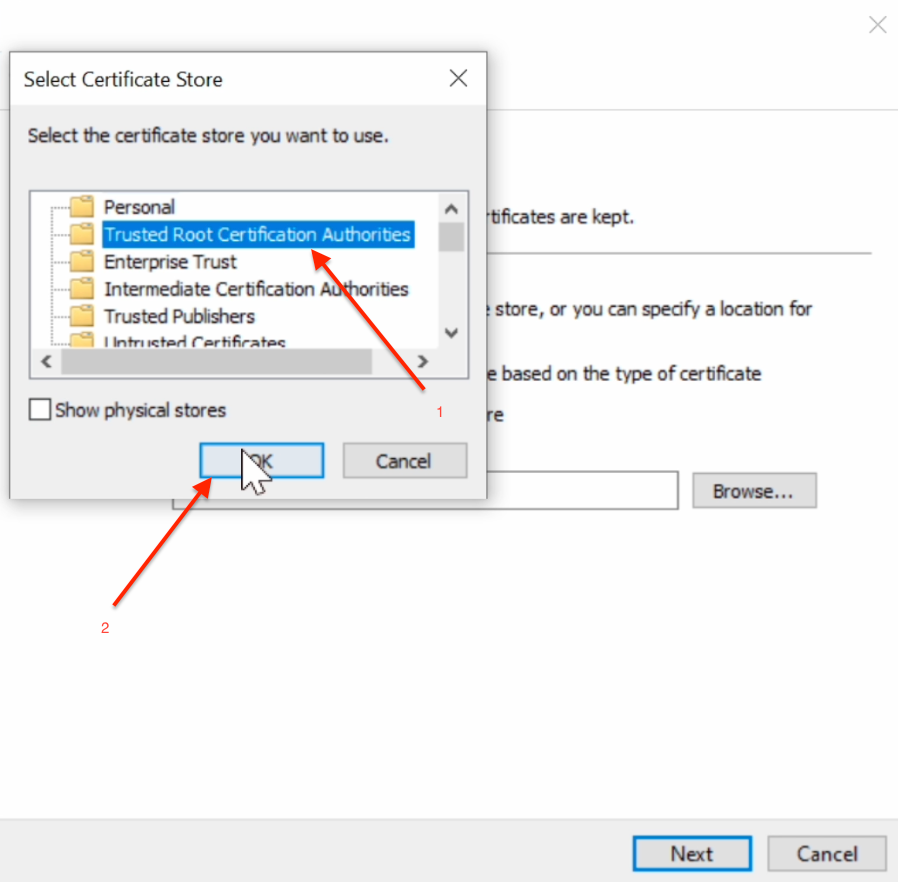 Select Certificate Store
Select the certificate store you want to use.
Personal
Trusted Root Certification Authorities
Enterprise Trust
Intermediate Certification Authorities
Trusted Publishers
Untrusted Certificates
Show physical stores
1
OK
Cancel
2
certificates are kept.
store, or you can specify a location for
based on the type of certificate
Browse...
Next
Cancel